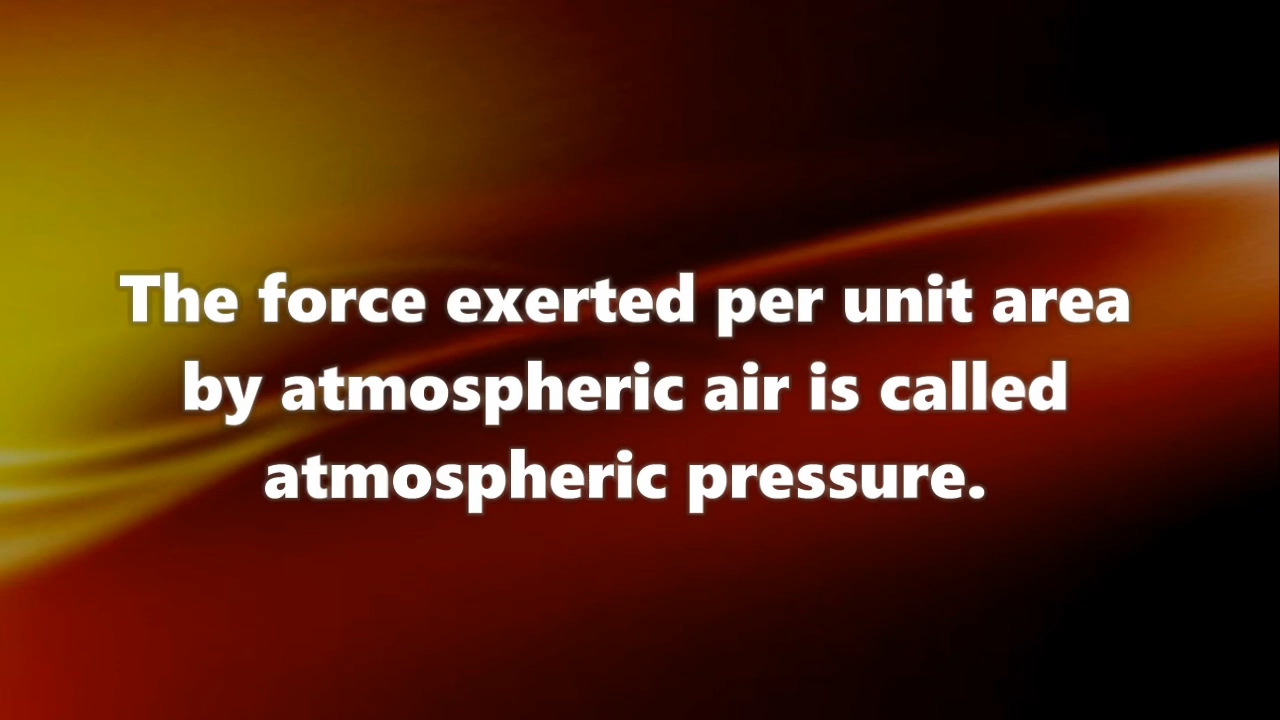 The force exerted per unit area
by atmospheric air is called
atmospheric pressure.